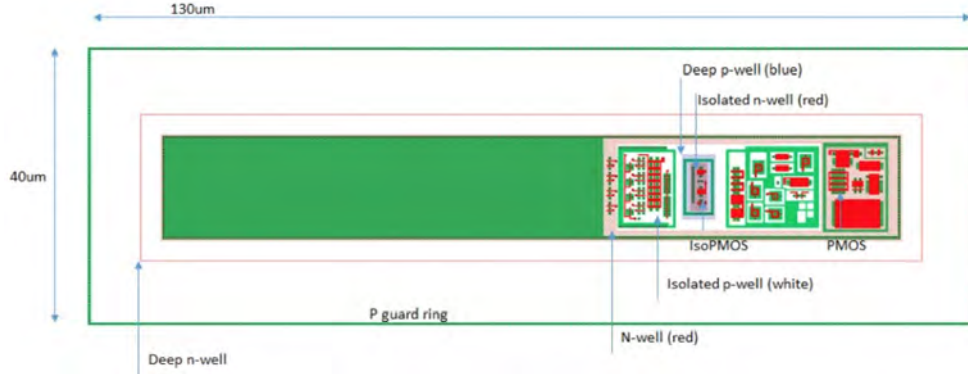 130um
Deep p-well (blue)
Isolated n-well (red)
40um
IsoPMOS
PMOS
Isolated p-well (white)
P guard ring
N-well (red)
Deep n-well